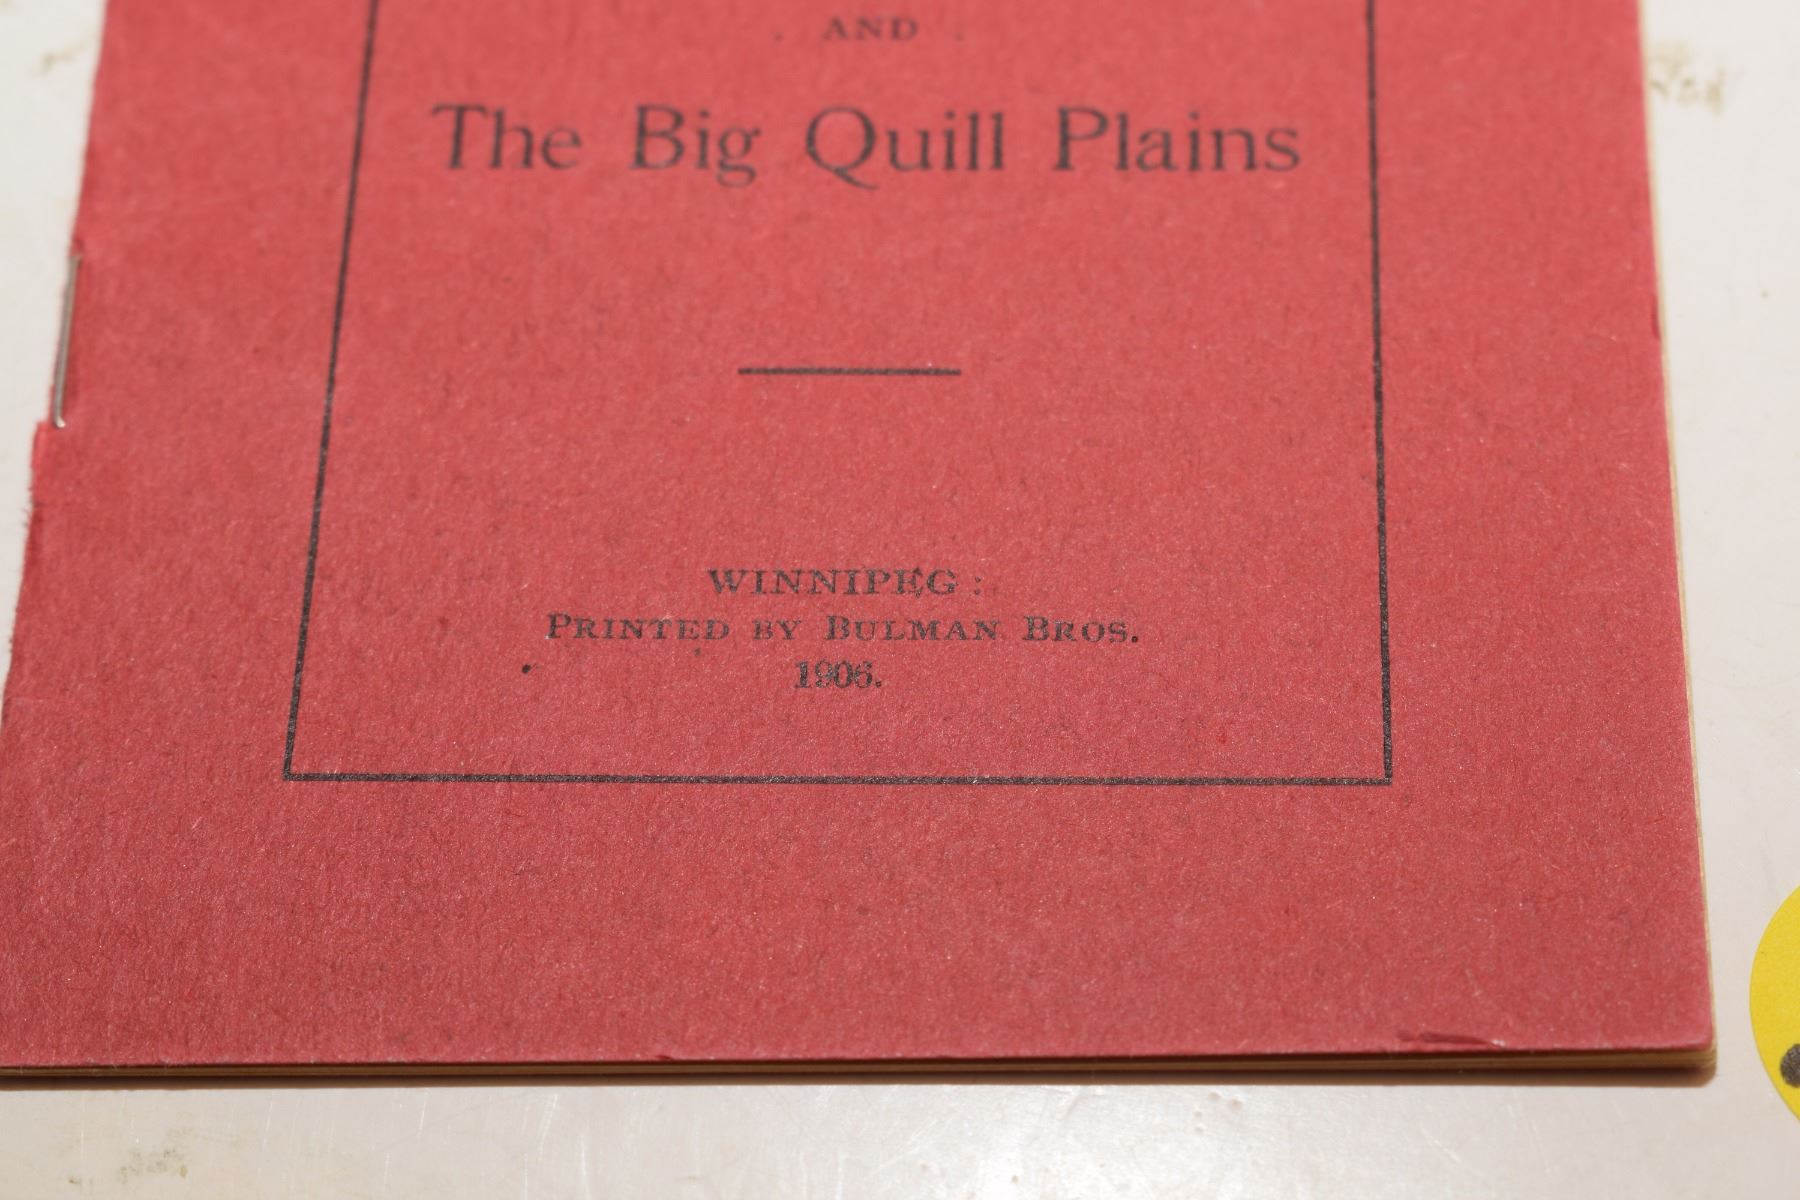 . AND .
The Big Quill Plains
WINNIPEG :
PRINTED BY BULMAN BROS.
1906.